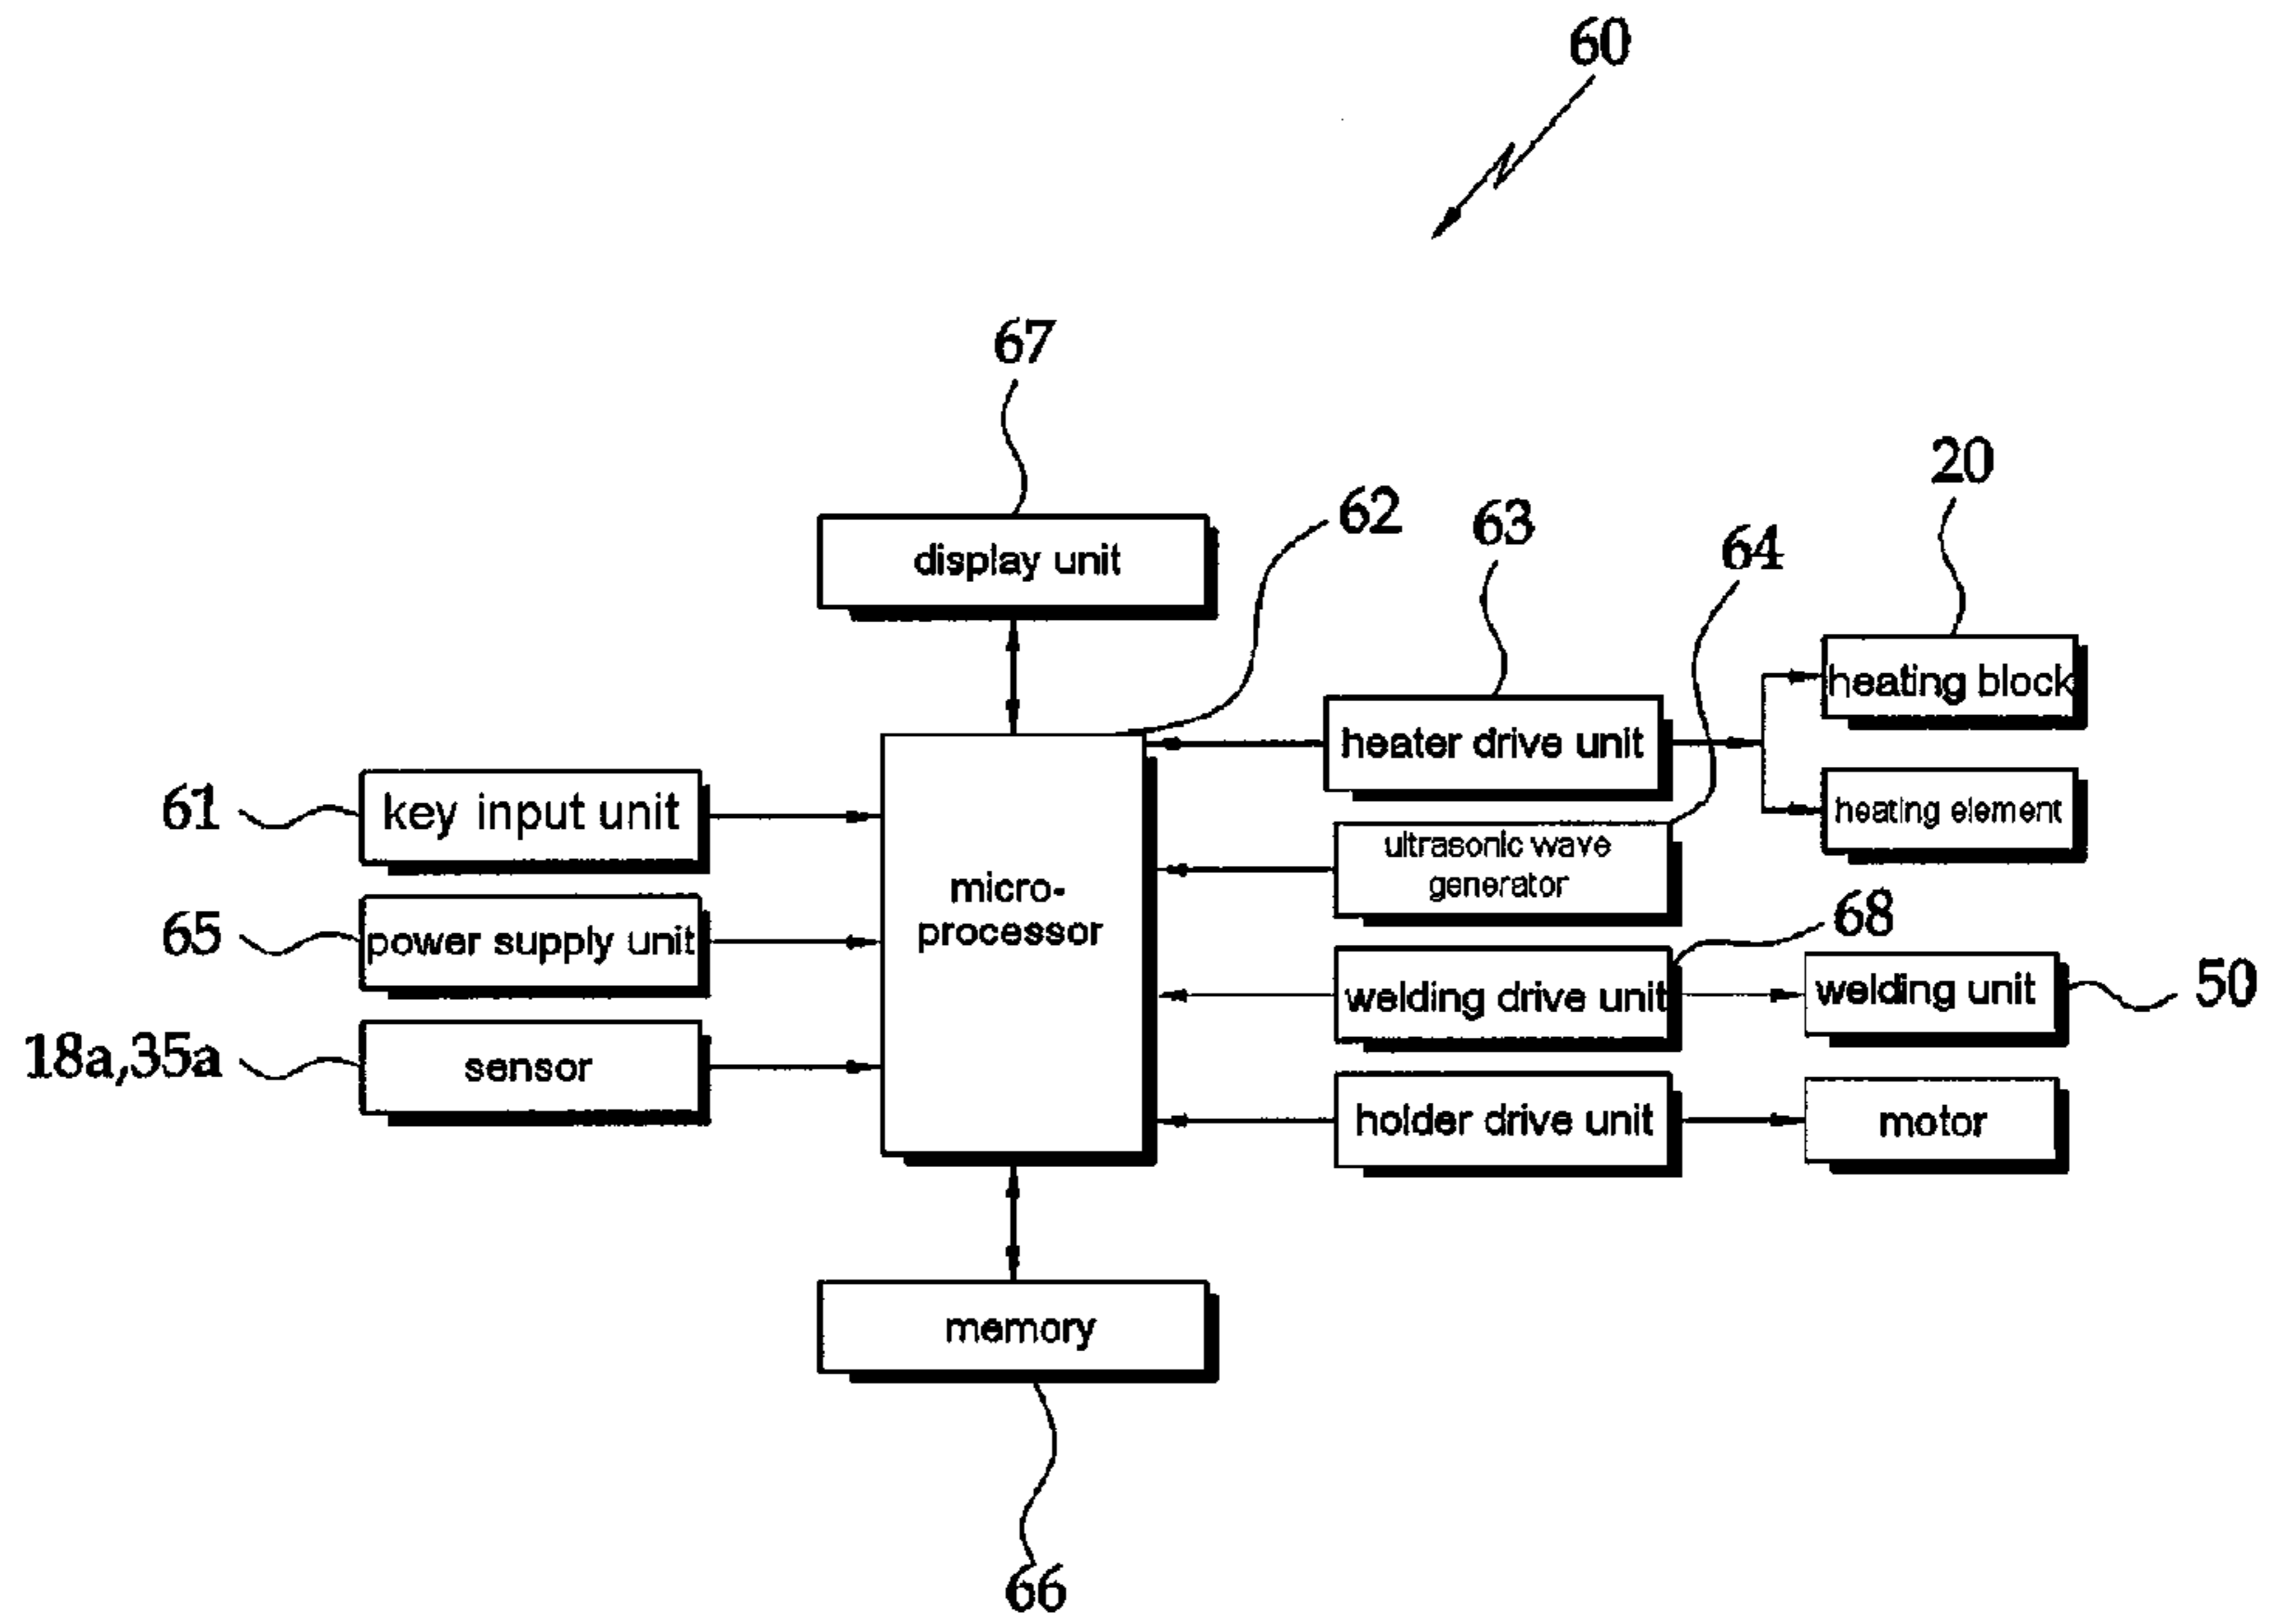 60
67
20
62
63
64
display unit
heating block
heater drive unit
61
key input unit
heating element
ultrasonic wave
generator
micro-
processor
68
65
power supply unit
welding drive unit
welding unit
50
18a,35a
sensor
holder drive unit
motor
memory
66